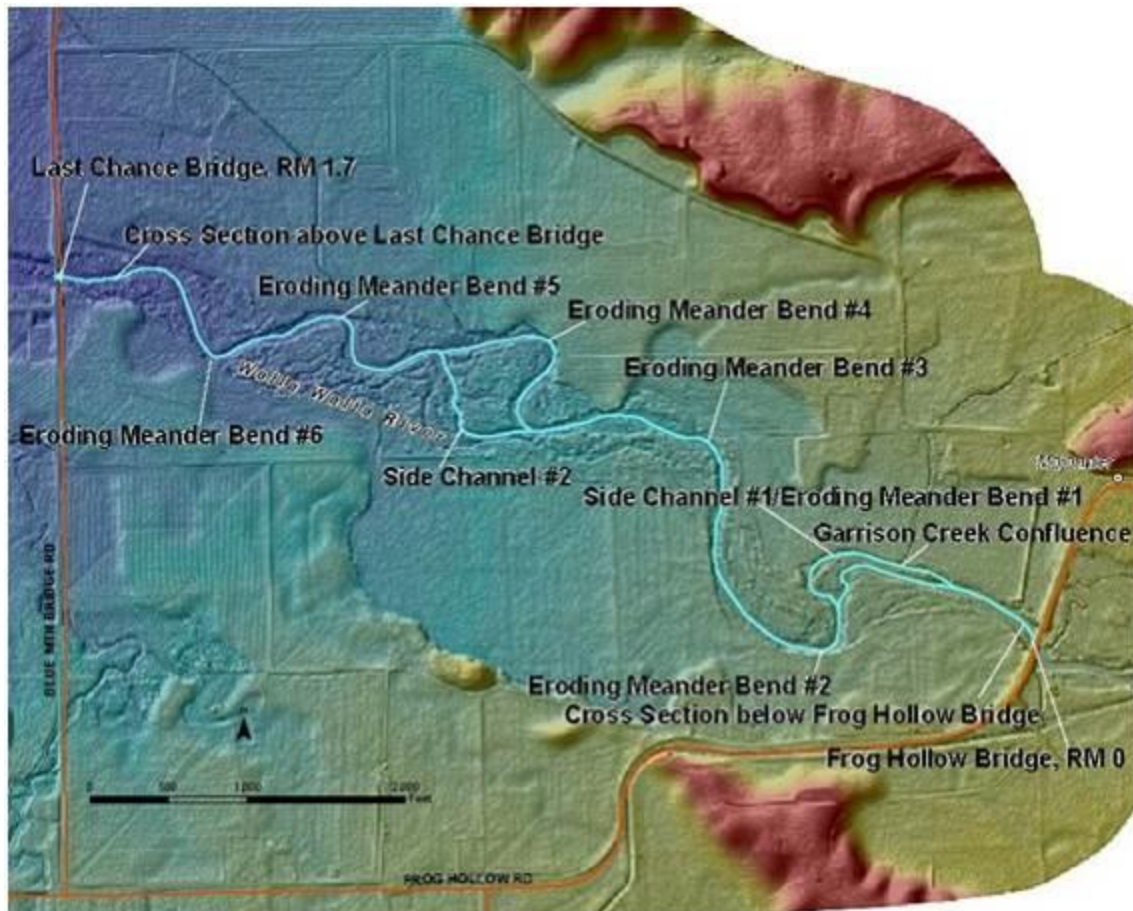 Last Chance Bridge, RM 1.7
Cross Section above Last Chance Bridge
Eroding Meander Bend #5
Eroding Meander Bend #4
Eroding Meander Bend #3
Walla Walla River
Eroding Meander Bend #6
Side Channel #2
Mojonnier
Side Channel #1/Eroding Meander Bend #1
Garrison Creek Confluence
BLUE MTN BRIDGE RD
Eroding Meander Bend #2
Cross Section below Frog Hollow Bridge
Frog Hollow Bridge, RM 0
0 500 1,000 2,000
Feet
FROG HOLLOW RD